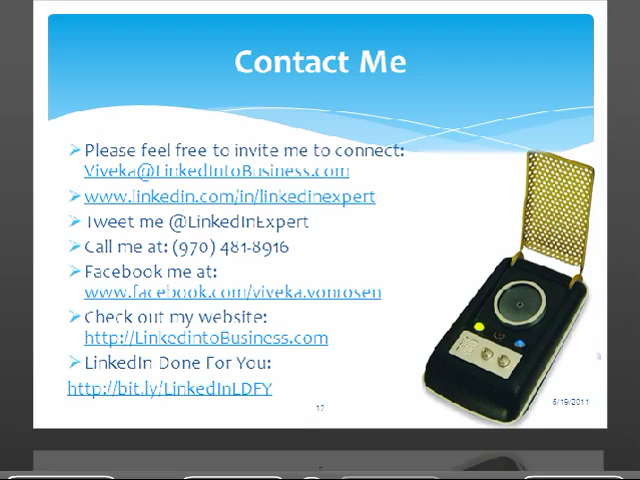 Contact Me
Please feel free to invite me to connect:
Viveka@LinkedIntoBusiness.com
www.linkedin.com/in/linkedinexpert
Tweet me @LinkedInExpert
Call me at: (970) 481-8916
Facebook me at:
www.facebook.com/viveka.vonrosen
Check out my website:
http://LinkedintoBusiness.com
LinkedIn Done For You:
http://bit.ly/LinkedInLDFY
12
5/19/2011